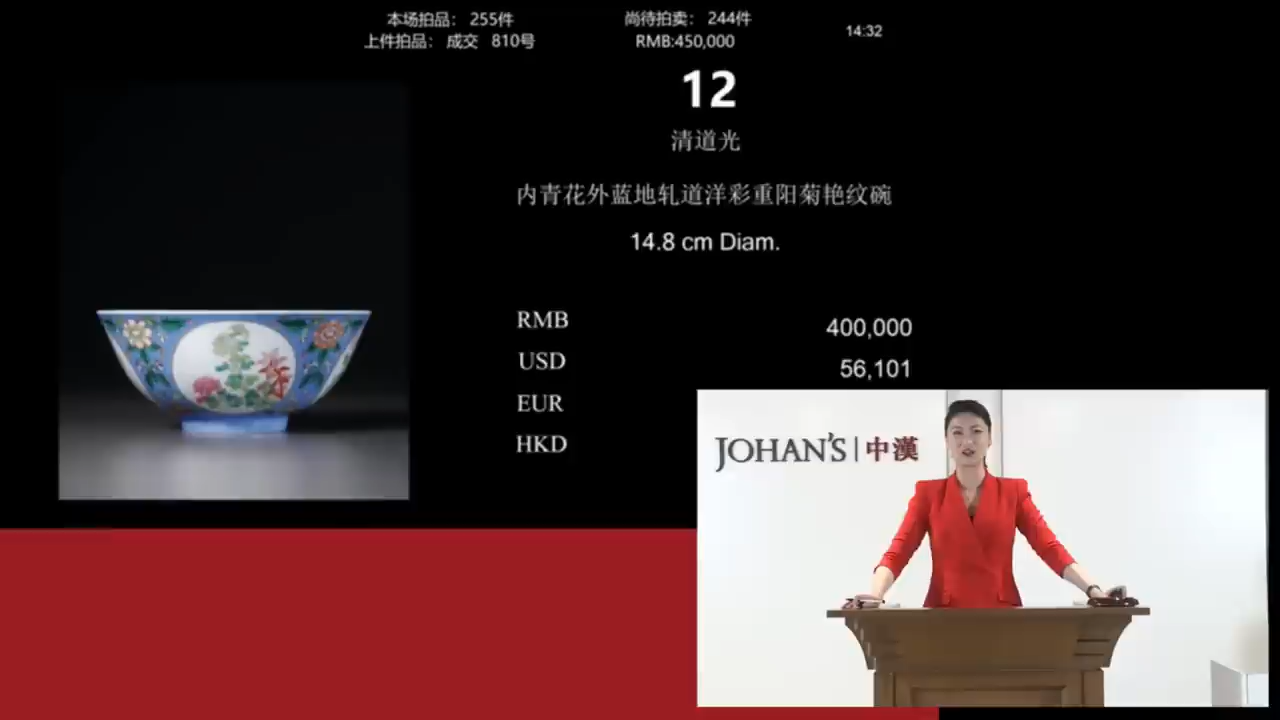 本场拍品： 255件 尚待拍卖： 244件
上件拍品： 成交 810号 RMB:450,000 14:32
12
清道光
内青花外蓝地轧道洋彩重阳菊艳纹碗
14.8 cm Diam.
RMB 400,000
USD 56,101
EUR
HKD
JOHAN'S | 中漢